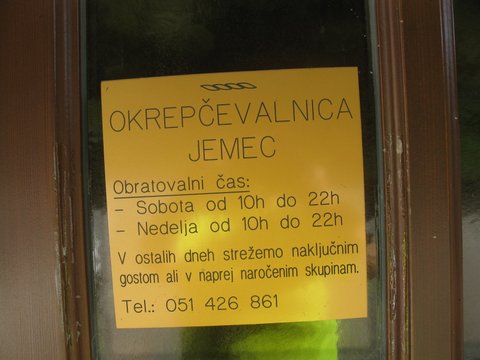 OKREPČEVALNICA
JEMEC
Obratovalni čas:
- Sobota od 10h do 22h
- Nedelja od 10h do 22h
V ostalih dneh strežemo naključnim
gostom ali v naprej naročenim skupinam.
Tel.: 051 426 861